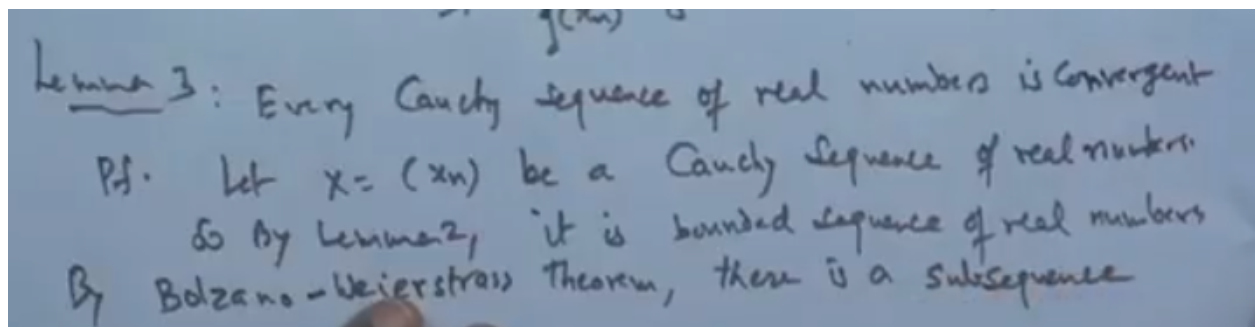 g(xn)
Lemma 3: Every Cauchy sequence of real numbers is Convergent
Pf. Let x = (xn) be a Cauchy Sequence of real numbers.
So By Lemma 2, it is bounded sequence of real numbers
By Bolzano-Weierstrass Theorem, there is a subsequence